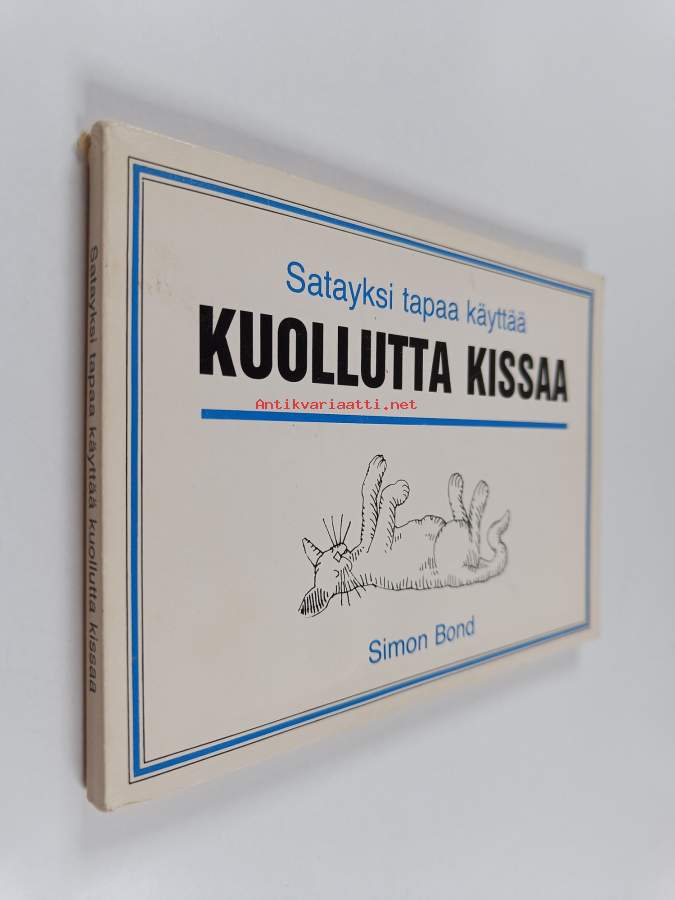 Satayksi tapaa käyttää
KUOLLUTTA KISSAA
Antikvariaatti.net
Simon Bond
Satayksi tapaa käyttää kuollutta kissaa